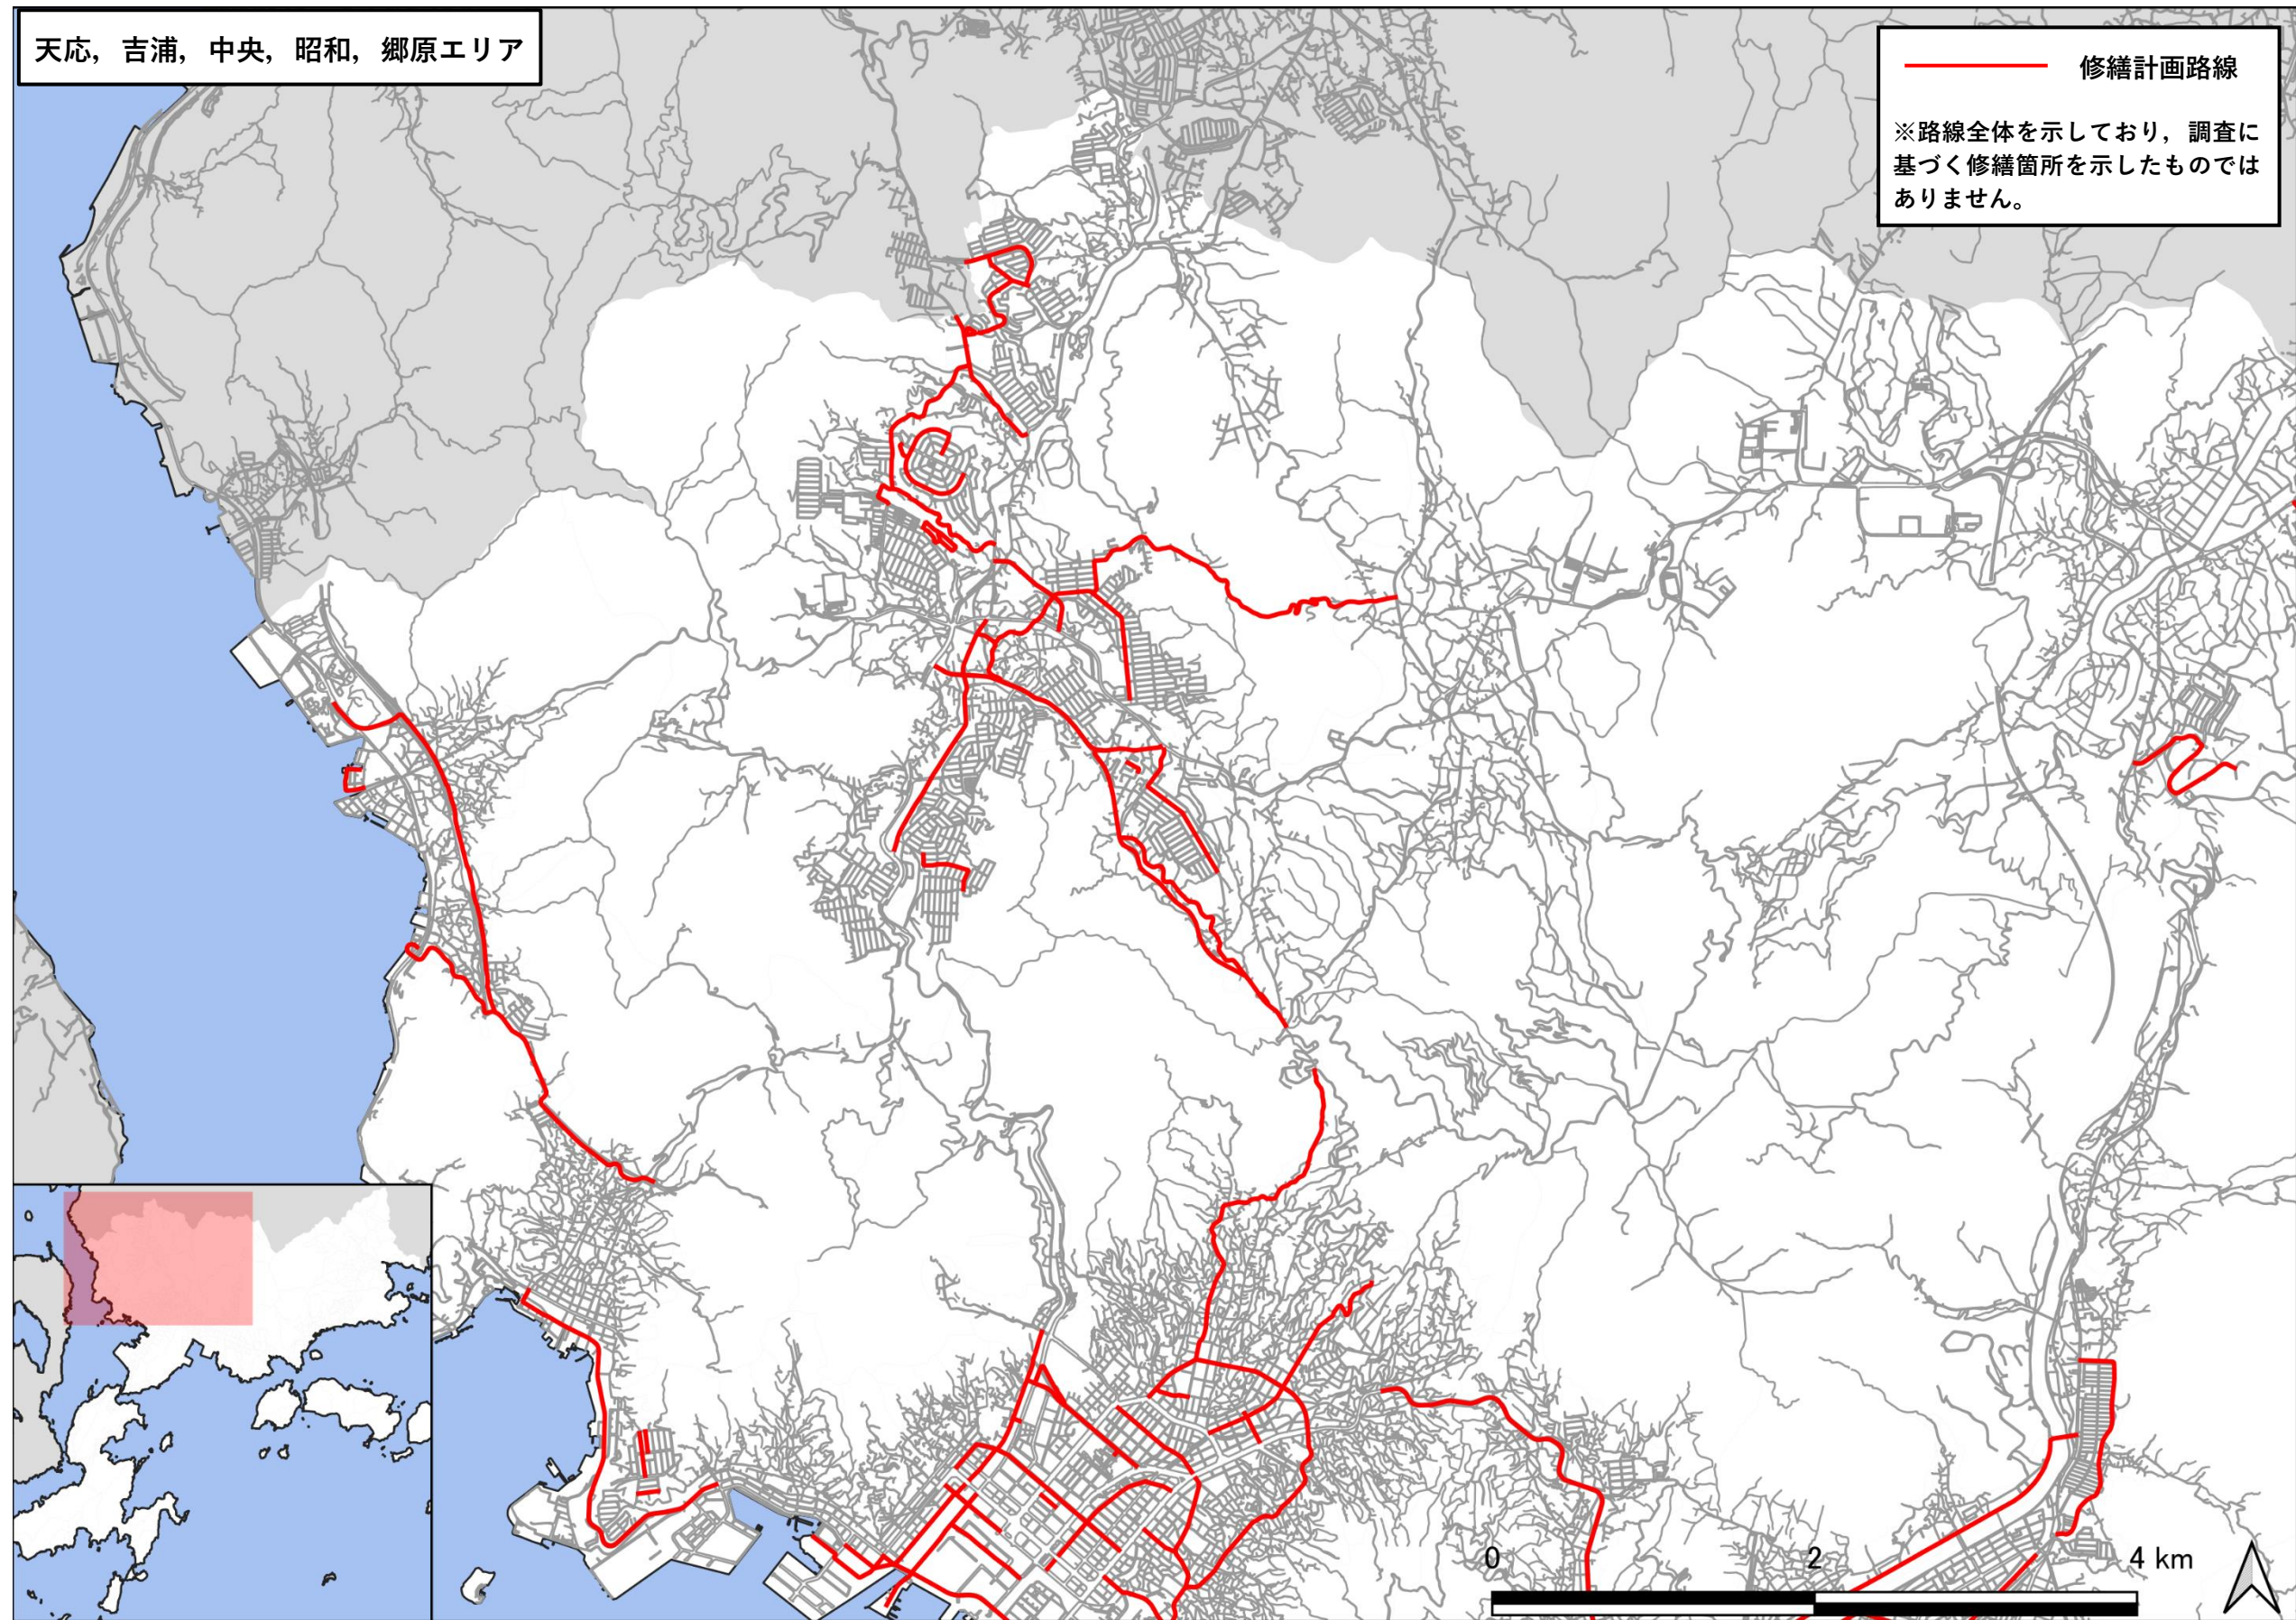 天応，吉浦，中央，昭和，郷原エリア
修繕計画路線
※路線全体を示しており，調査に
基づく修繕箇所を示したものでは
ありません。
0 2 4 km